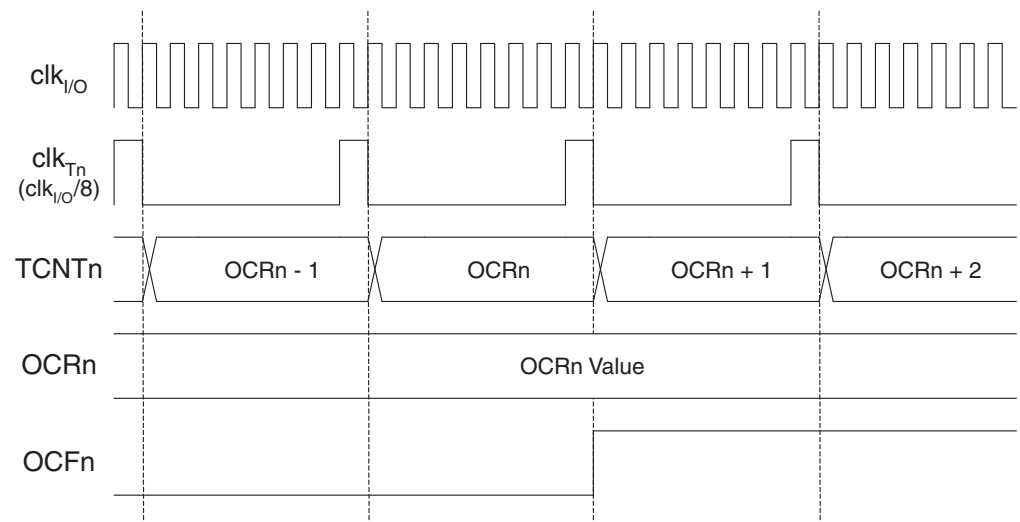 clkI/O
clkTn
(clkI/O/8)
TCNTn
OCRn - 1
OCRn
OCRn + 1
OCRn + 2
OCRn
OCRn Value
OCFn